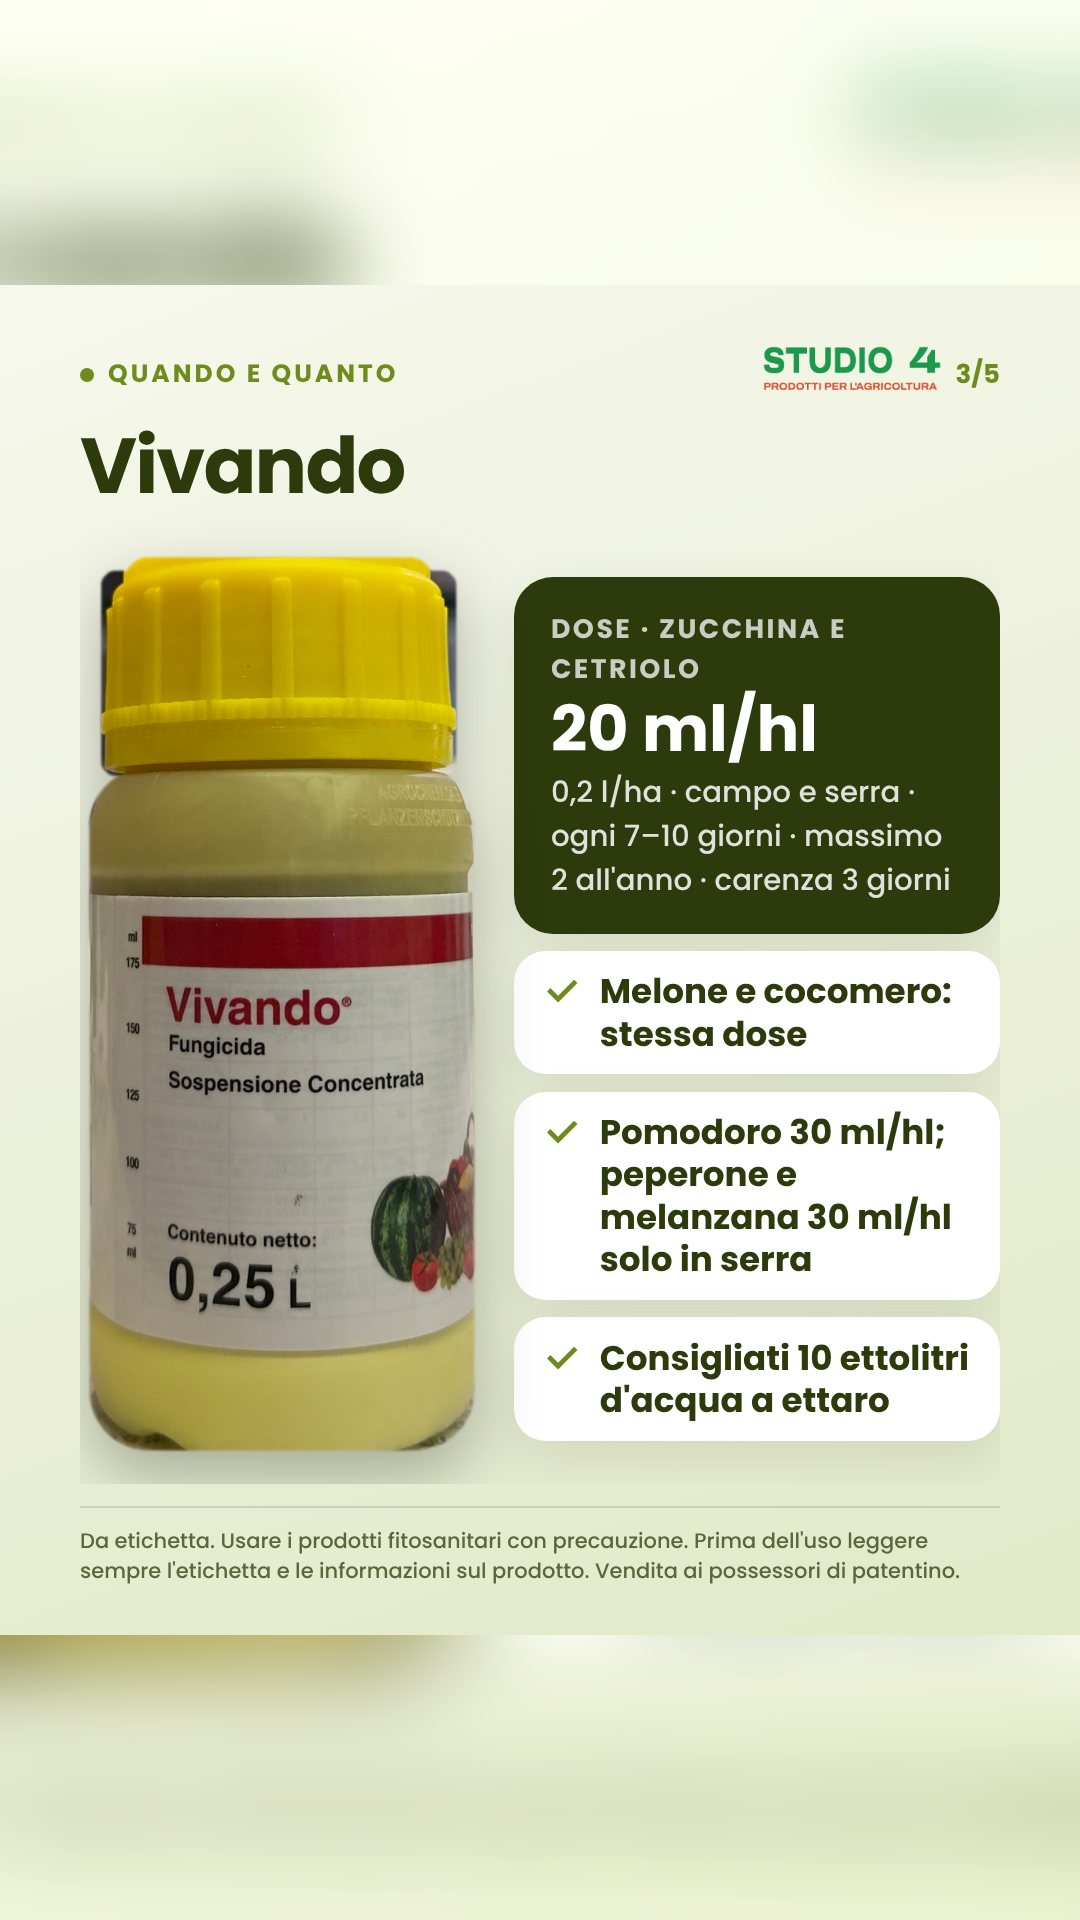 QUANDO E QUANTO
STUDIO 4
PRODOTTI PER L'AGRICOLTURA
3/5
Vivando
AGROCHEMICALS
PFLANZENSCHUTZ
ml
175
150
125
100
75
ml
Vivando®
Fungicida
Sospensione Concentrata
Contenuto netto:
0,25 L
DOSE · ZUCCHINA E
CETRIOLO
20 ml/hl
0,2 l/ha · campo e serra ·
ogni 7–10 giorni · massimo
2 all'anno · carenza 3 giorni
Melone e cocomero:
stessa dose
Pomodoro 30 ml/hl;
peperone e
melanzana 30 ml/hl
solo in serra
Consigliati 10 ettolitri
d'acqua a ettaro
Da etichetta. Usare i prodotti fitosanitari con precauzione. Prima dell'uso leggere
sempre l'etichetta e le informazioni sul prodotto. Vendita ai possessori di patentino.